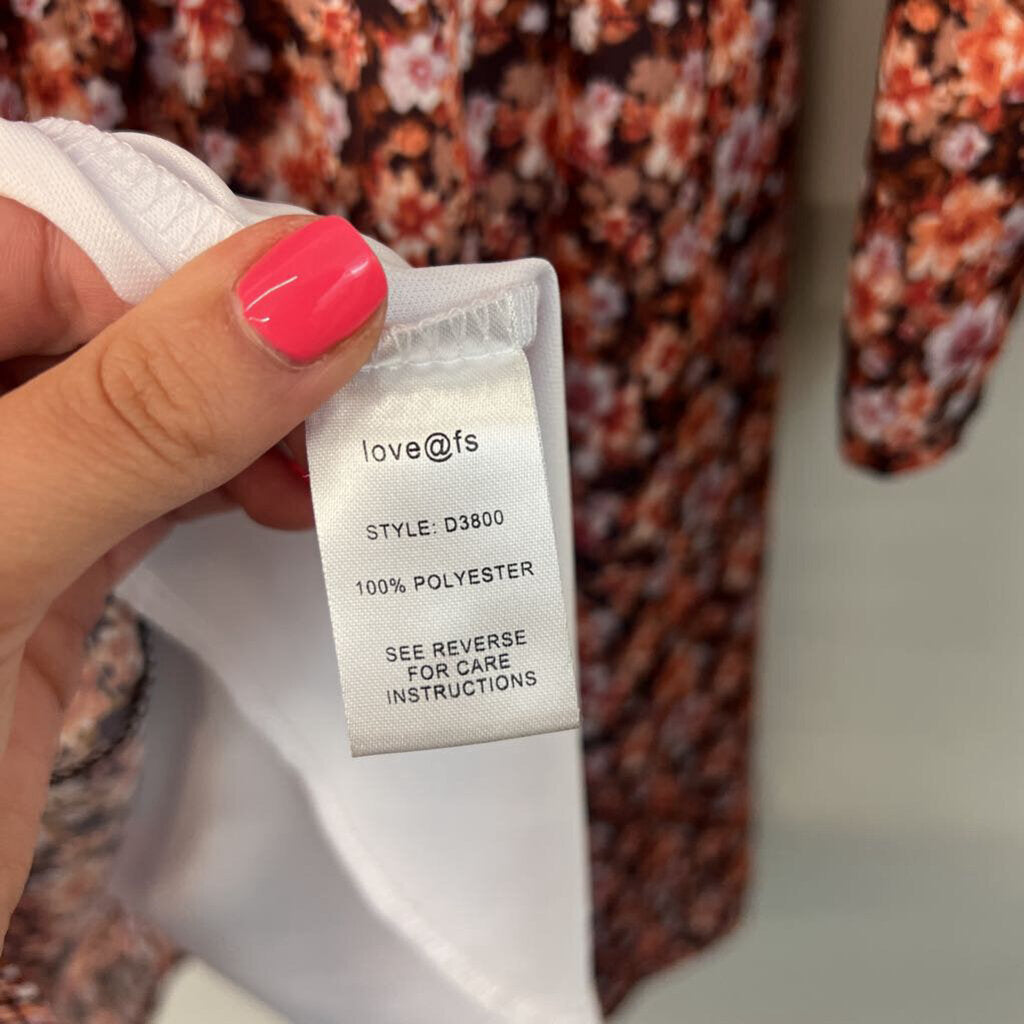 love@fs
STYLE: D3800
100% POLYESTER
SEE REVERSE
FOR CARE
INSTRUCTIONS